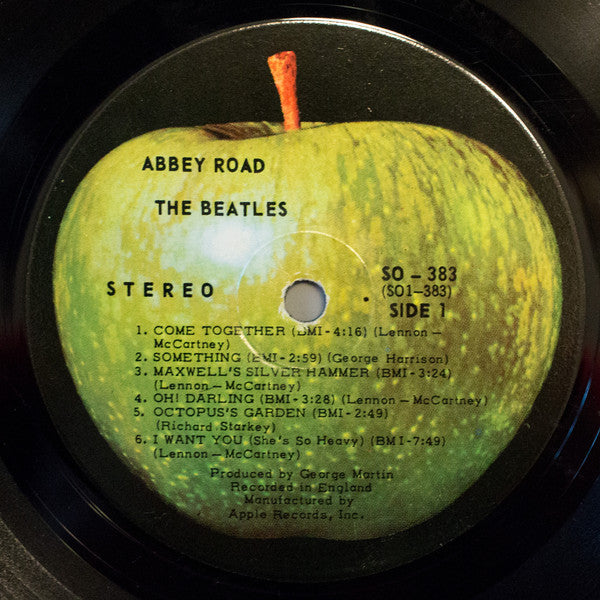 ABBEY ROAD
THE BEATLES
STEREO
SO – 383
(SO1–383)
SIDE 1
1. COME TOGETHER (BMI-4:16) (Lennon –
McCartney)
2. SOMETHING (BMI-2:59) (George Harrison)
3. MAXWELL'S SILVER HAMMER (BMI-3:24)
(Lennon – McCartney)
4. OH! DARLING (BMI-3:28) (Lennon – McCartney)
5. OCTOPUS'S GARDEN (BMI-2:49)
(Richard Starkey)
6. I WANT YOU (She's So Heavy) (BMI-7:49)
(Lennon – McCartney)
Produced by George Martin
Recorded in England
Manufactured by
Apple Records, Inc.